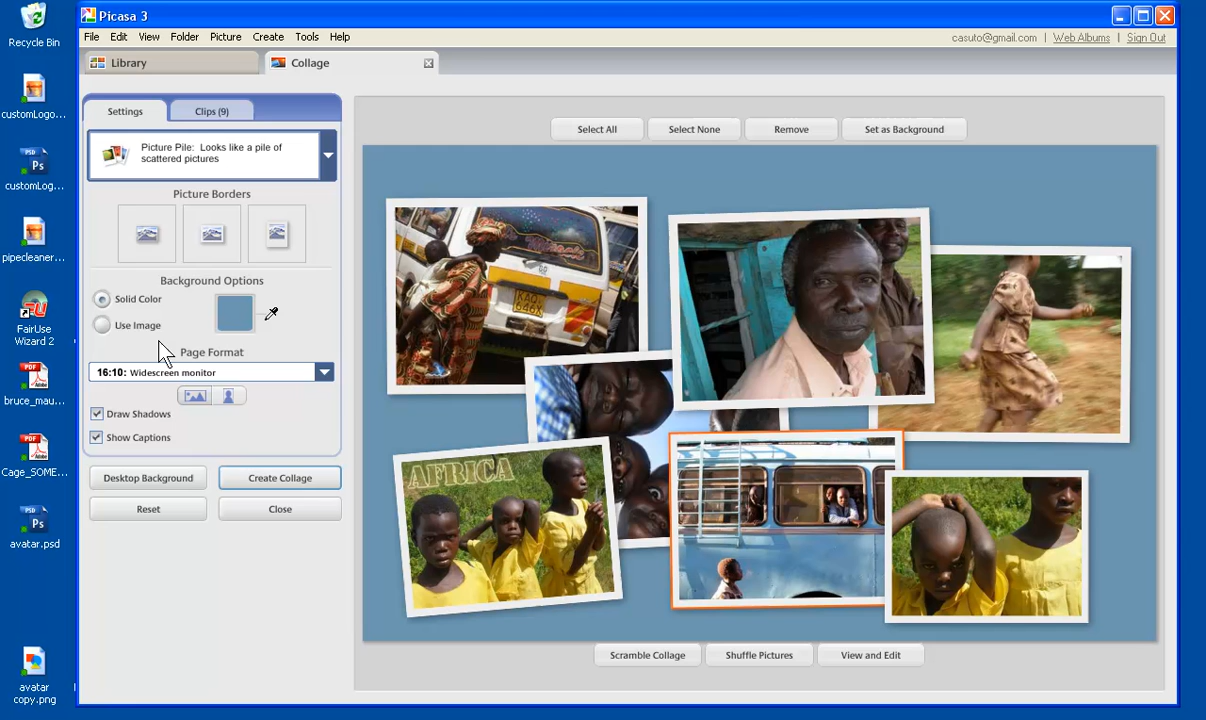 Picasa 3
File Edit View Folder Picture Create Tools Help
casuto@gmail.com | Web Albums | Sign Out
Library
Collage
Settings
Clips (9)
Picture Pile: Looks like a pile of
scattered pictures
Picture Borders
Background Options
Solid Color
Use Image
Page Format
16:10: Widescreen monitor
Draw Shadows
Show Captions
Desktop Background
Create Collage
Reset
Close
Select All
Select None
Remove
Set as Background
AFRICA
Scramble Collage
Shuffle Pictures
View and Edit
Recycle Bin
customLogo...
customLog...
pipecleaner...
FairUse
Wizard 2
bruce_mau...
Cage_SOME...
avatar.psd
avatar
copy.png